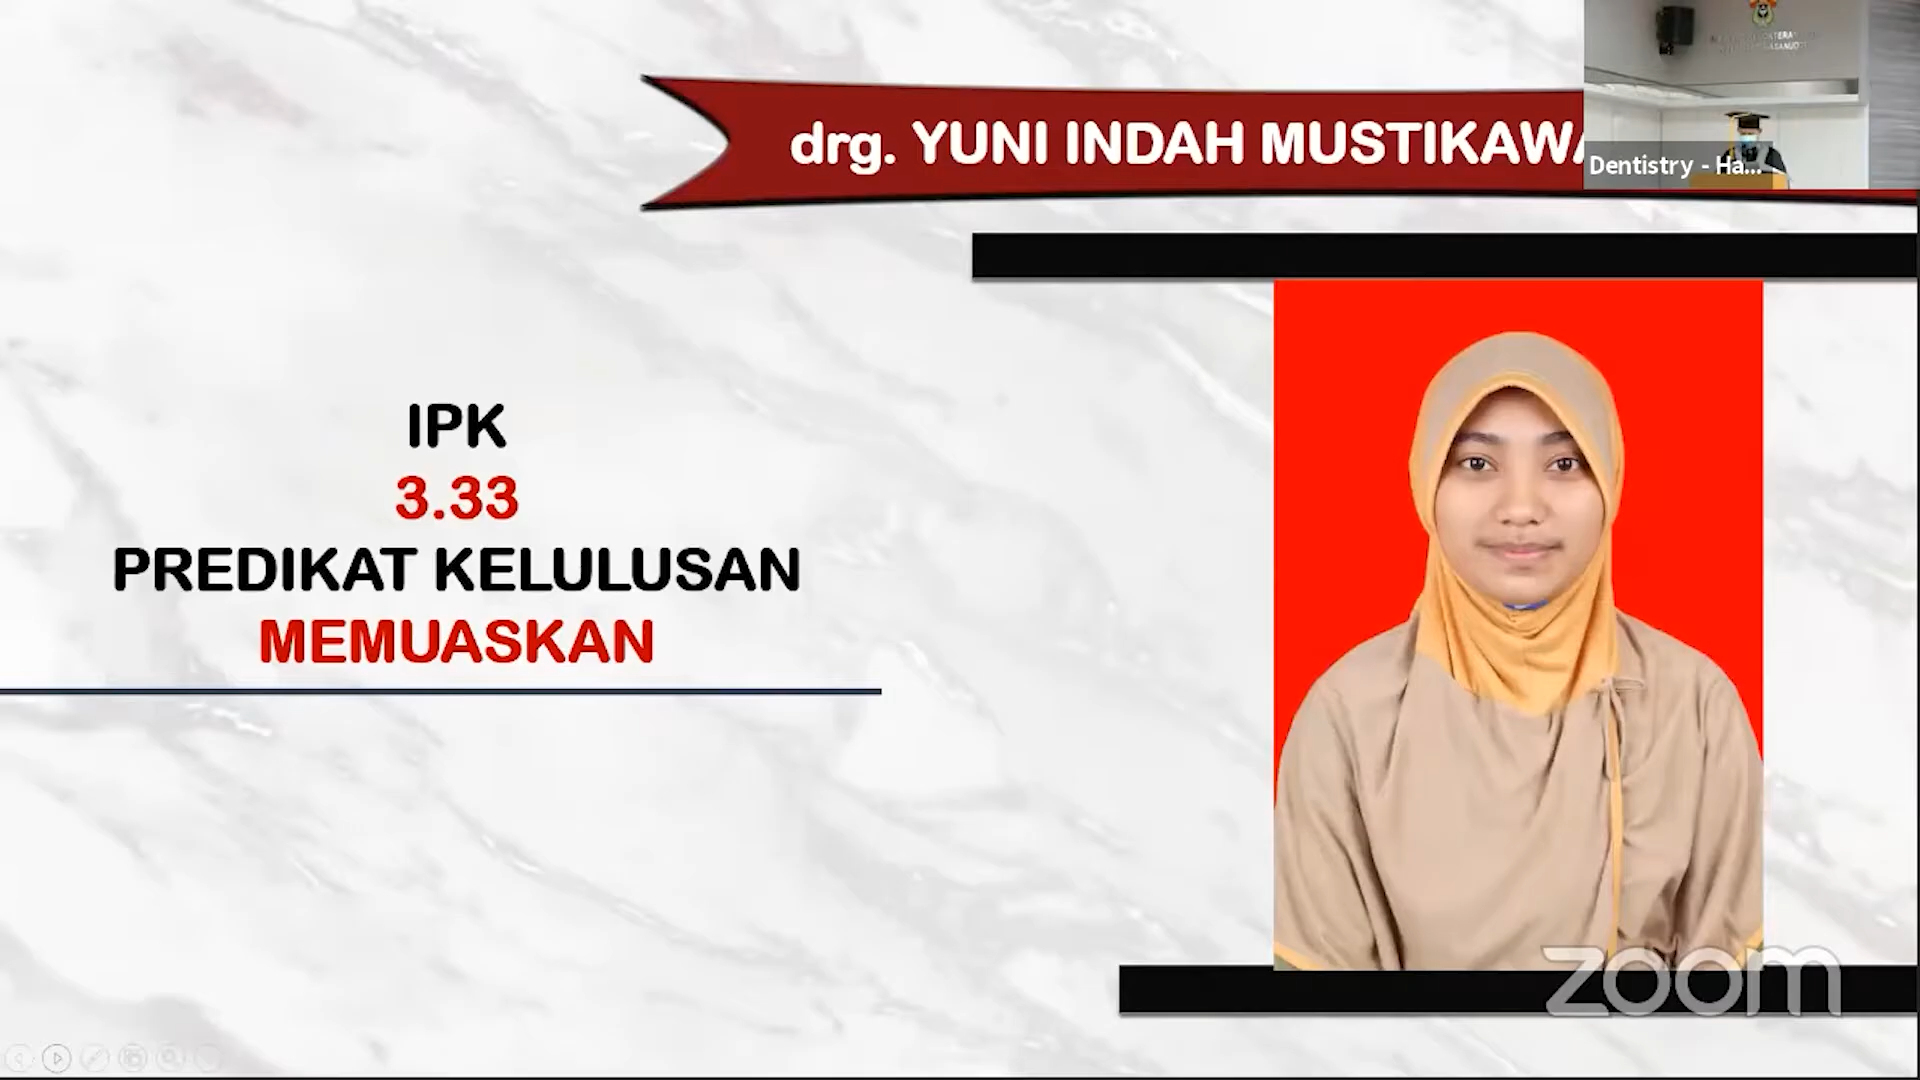 drg. YUNI INDAH MUSTIKAWA
Dentistry - Ha...
IPK
3.33
PREDIKAT KELULUSAN
MEMUASKAN
zoom